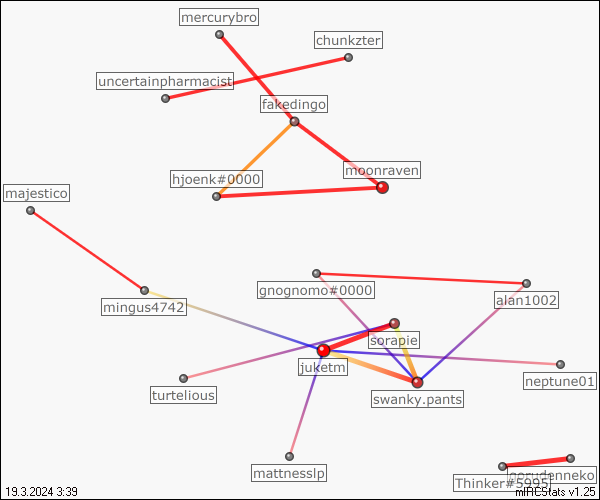 mercurybro
chunkzter
uncertainpharmacist
fakedingo
moonraven
hjoenk#0000
majestico
gnognomo#0000
alan1002
mingus4742
sorapie
juketm
neptune01
turtelious
swanky.pants
mattnesslp
gorudenneko
Thinker#5995
19.3.2024 3:39
mIRCStats v1.25